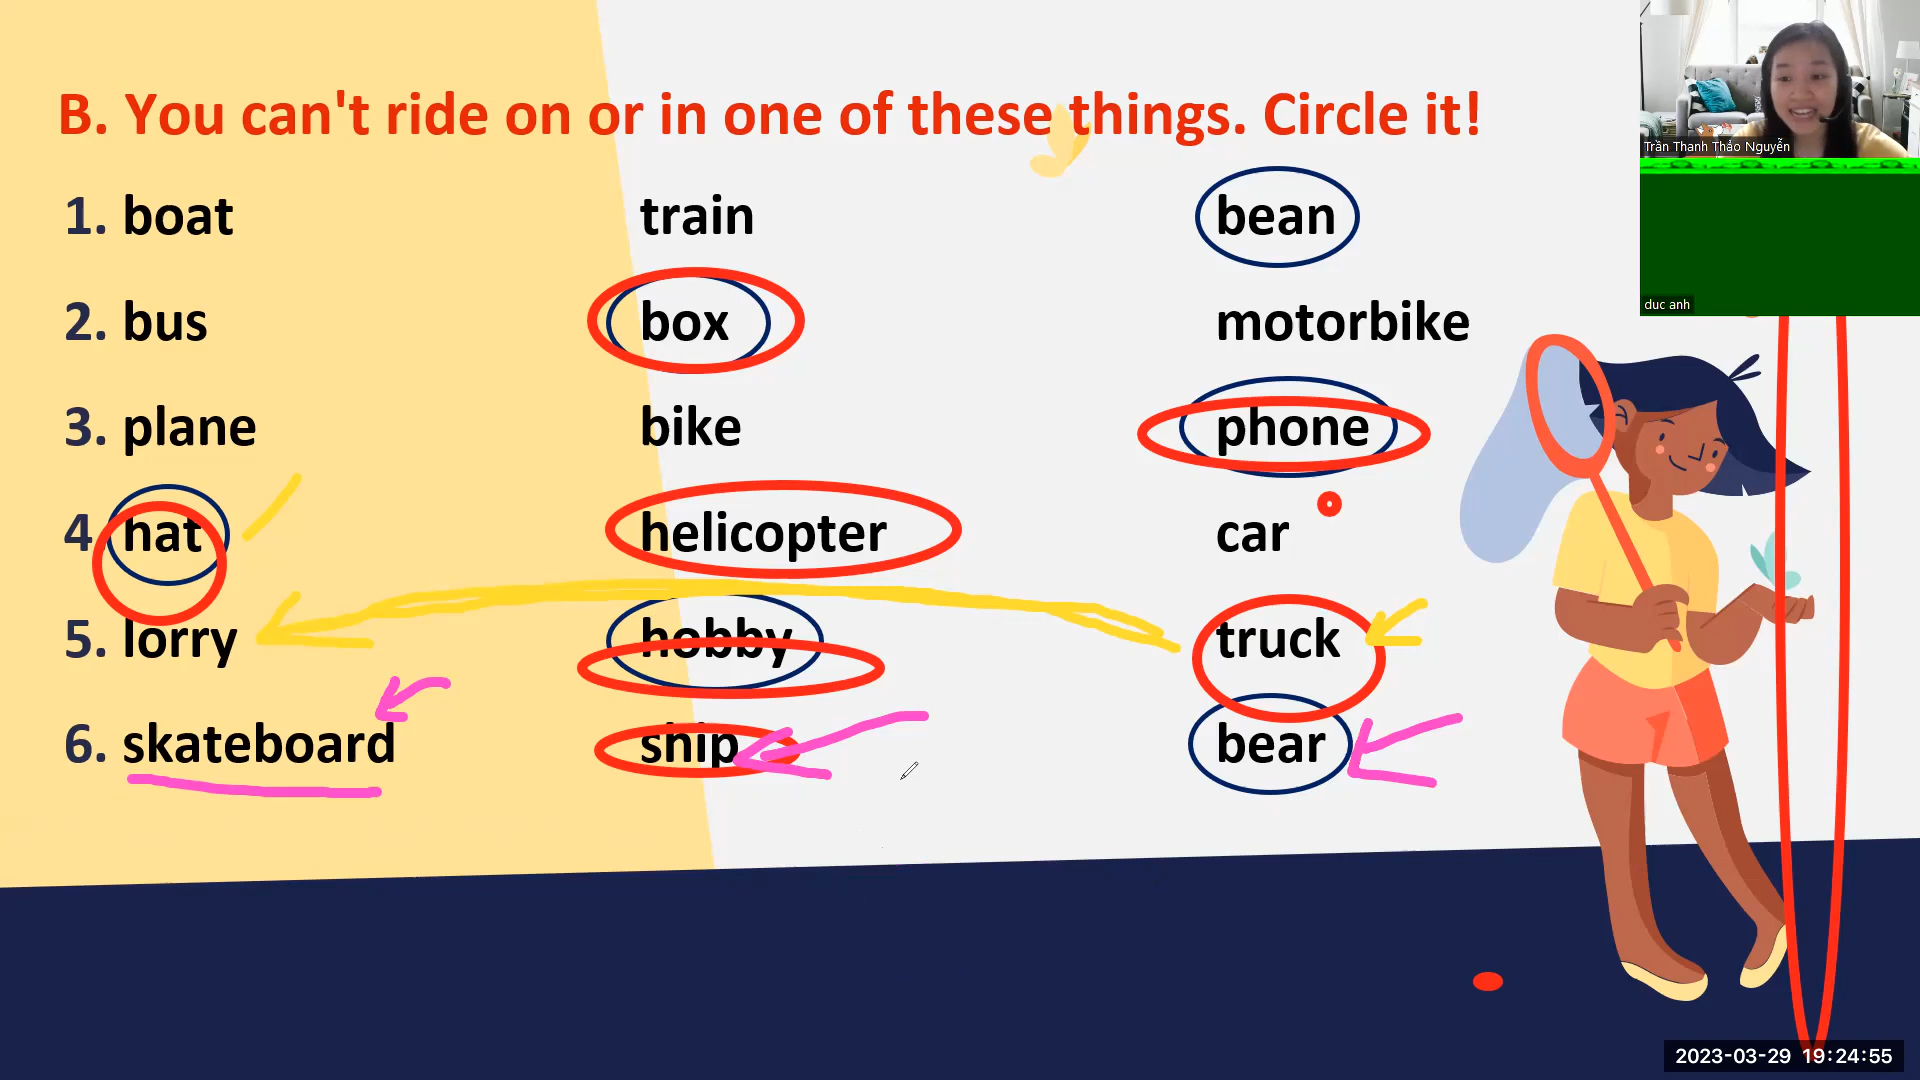 B. You can't ride on or in one of these things. Circle it!
1. boat train bean
2. bus box motorbike
3. plane bike phone
4 hat helicopter car
5. lorry hobby truck
6. skateboard ship bear
Trần Thanh Thảo Nguyễn
duc anh
2023-03-29 19:24:55